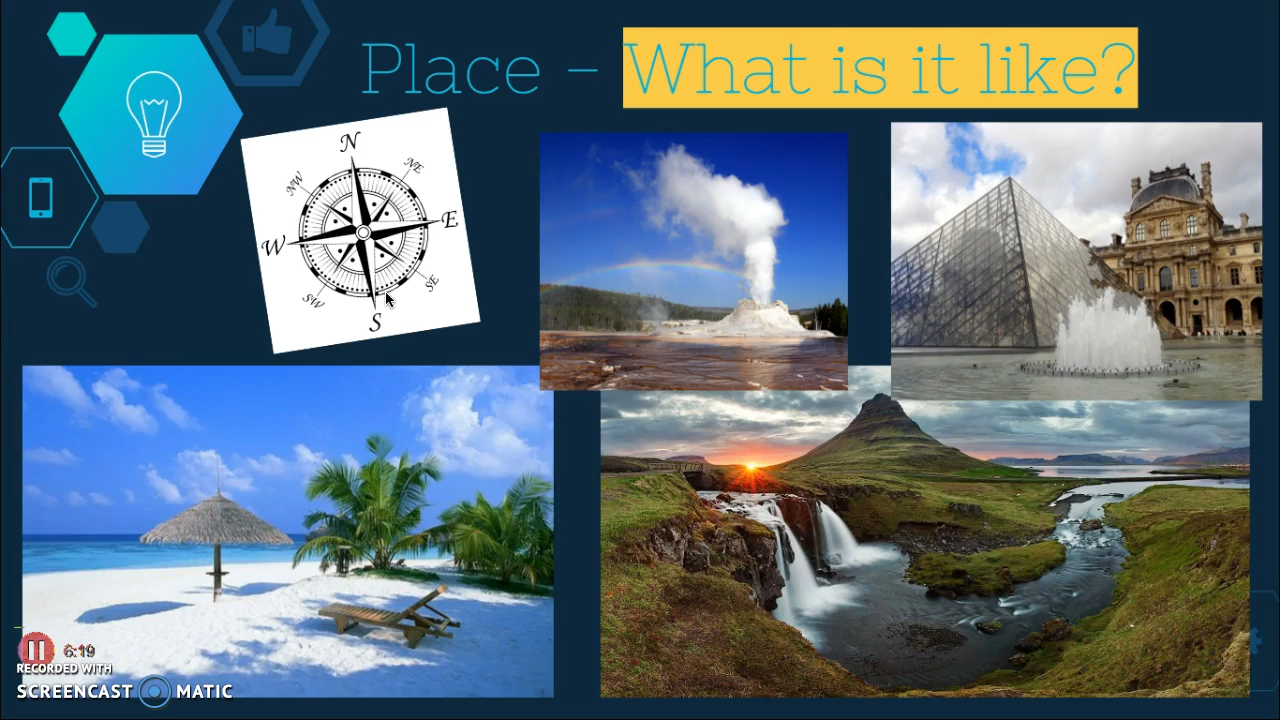 Place - What is it like?
N
NW
NE
W
E
SW
SE
S
6:19
RECORDED WITH
SCREENCAST MATIC